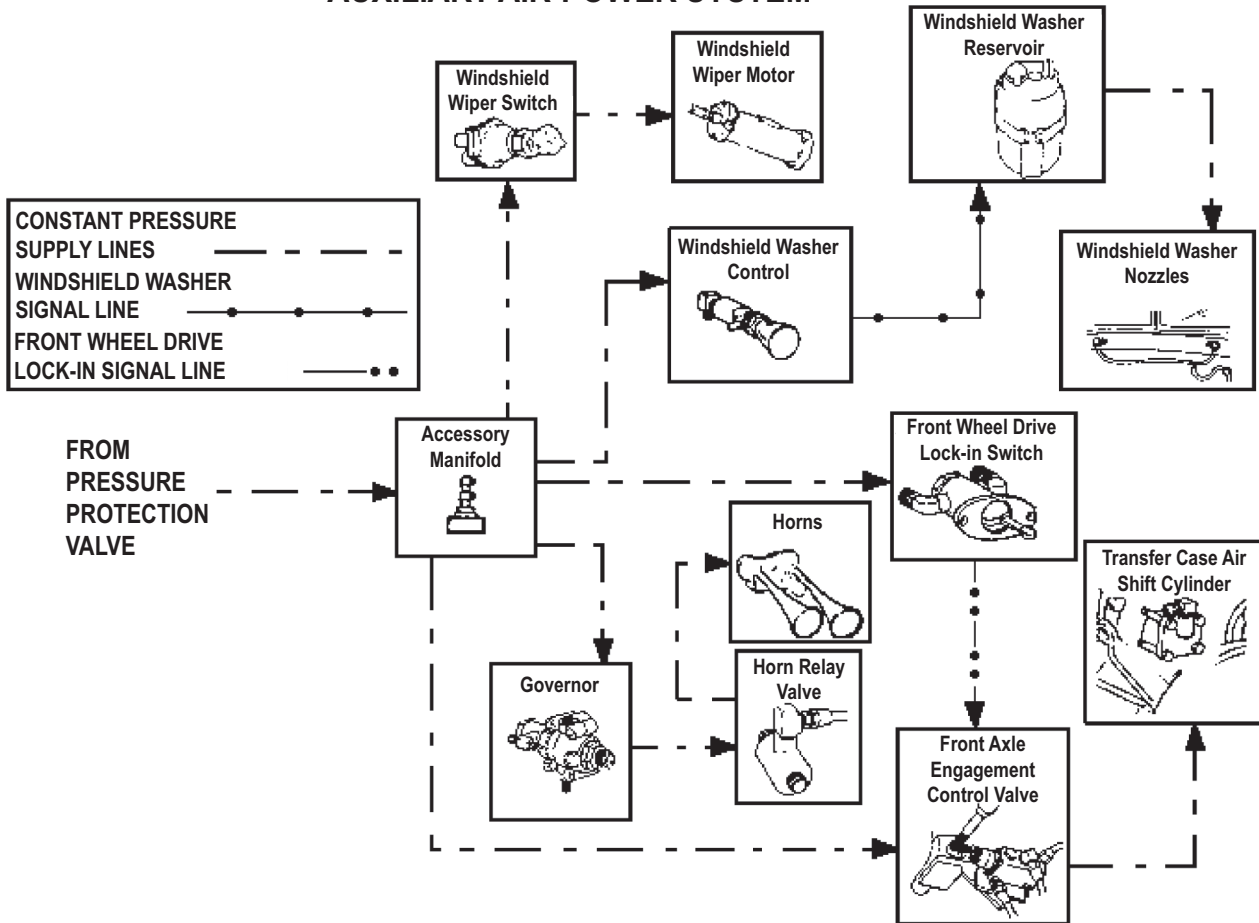 AUXILIARY AIR POWER SYSTEM
Windshield
Wiper Switch
Windshield
Wiper Motor
Windshield Washer
Reservoir
CONSTANT PRESSURE
SUPPLY LINES
WINDSHIELD WASHER
SIGNAL LINE
FRONT WHEEL DRIVE
LOCK-IN SIGNAL LINE
Windshield Washer
Control
Windshield Washer
Nozzles
FROM
PRESSURE
PROTECTION
VALVE
Accessory
Manifold
Front Wheel Drive
Lock-in Switch
Horns
Transfer Case Air
Shift Cylinder
Governor
Horn Relay
Valve
Front Axle
Engagement
Control Valve